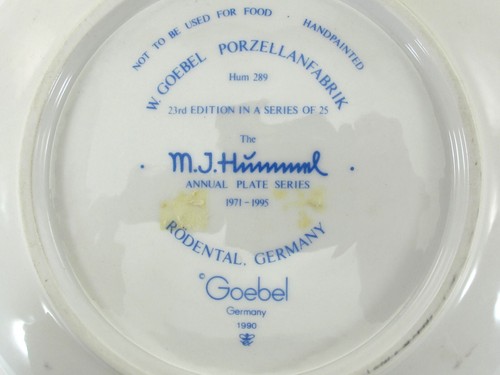 NOT TO BE USED FOR FOOD HANDPAINTED
W. GOEBEL PORZELLANFABRIK
Hum 289
23rd EDITION IN A SERIES OF 25
The
M.J. Hummel
ANNUAL PLATE SERIES
1971-1995
RÖDENTAL, GERMANY
©Goebel
Germany
1990